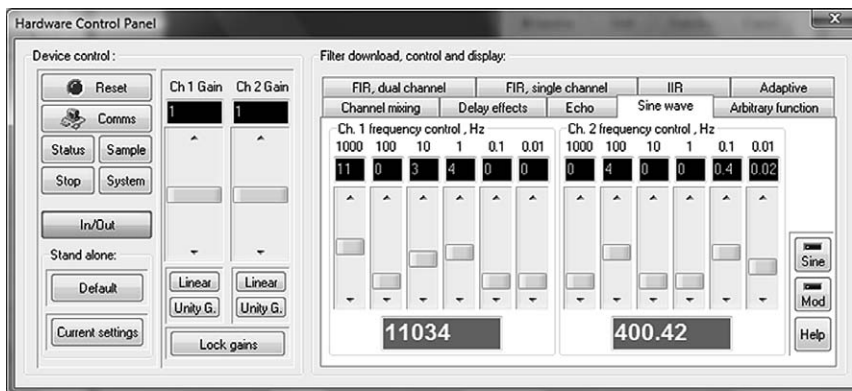 Hardware Control Panel
X
Device control :
Reset
Comms
Status Sample
Stop System
In/Out
Stand alone:
Default
Current settings
Ch 1 Gain Ch 2 Gain
1 1
Linear Linear
Unity G. Unity G.
Lock gains
Filter download, control and display:
FIR, dual channel FIR, single channel IIR Adaptive
Channel mixing Delay effects Echo Sine wave Arbitrary function
Ch. 1 frequency control , Hz
1000 100 10 1 0.1 0.01
11 0 3 4 0 0
11034
Ch. 2 frequency control , Hz
1000 100 10 1 0.1 0.01
0 4 0 0 0.4 0.02
400.42
Sine
Mod
Help